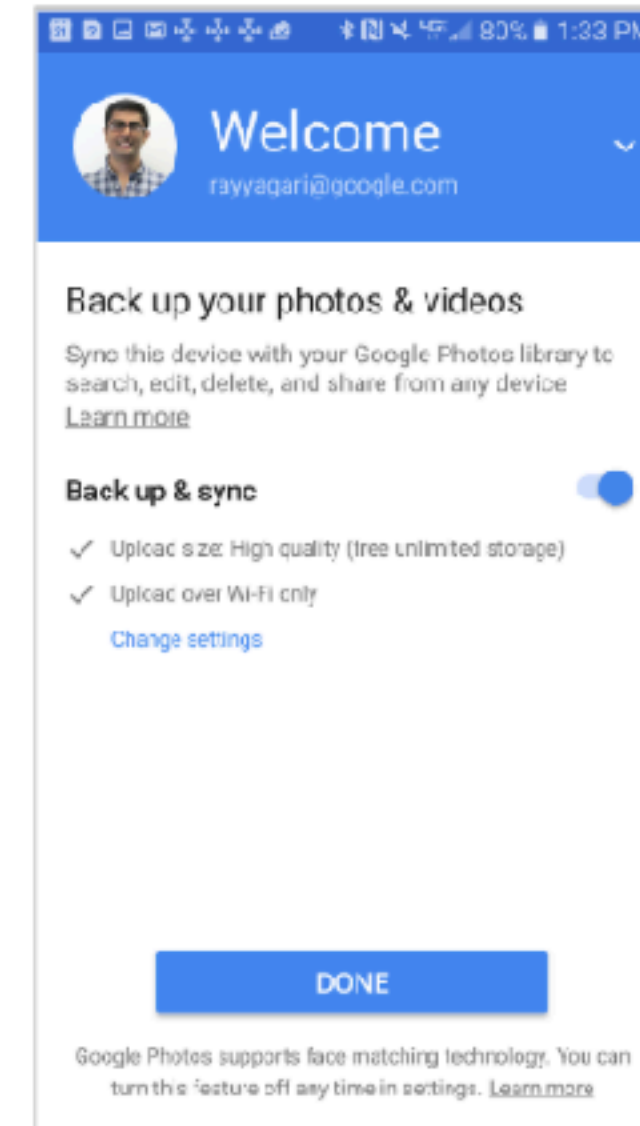 80% 1:33 PM
Welcome
rayyagari@google.com
Back up your photos & videos
Sync this device with your Google Photos library to
search, edit, delete, and share from any device
Learn more
Back up & sync
Upload size: High quality (free unlimited storage)
Upload over Wi-Fi only
Change settings
DONE
Google Photos supports face matching technology. You can
turn this feature off any time in settings. Learn more